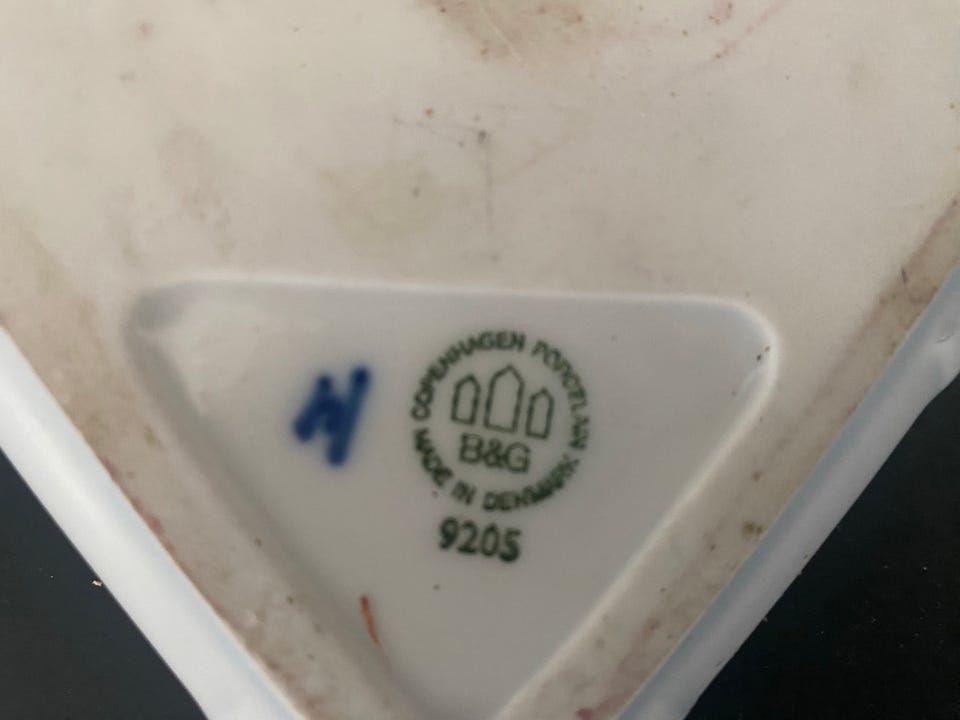 N
COPENHAGEN PORCELAIN
B&G
MADE IN DENMARK
9205